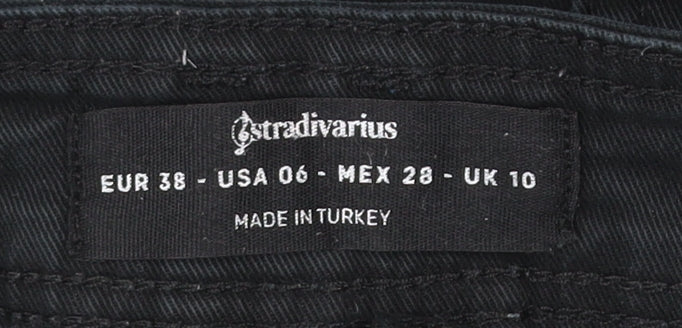 stradivarius
EUR 38 - USA 06 - MEX 28 - UK 10
MADE IN TURKEY